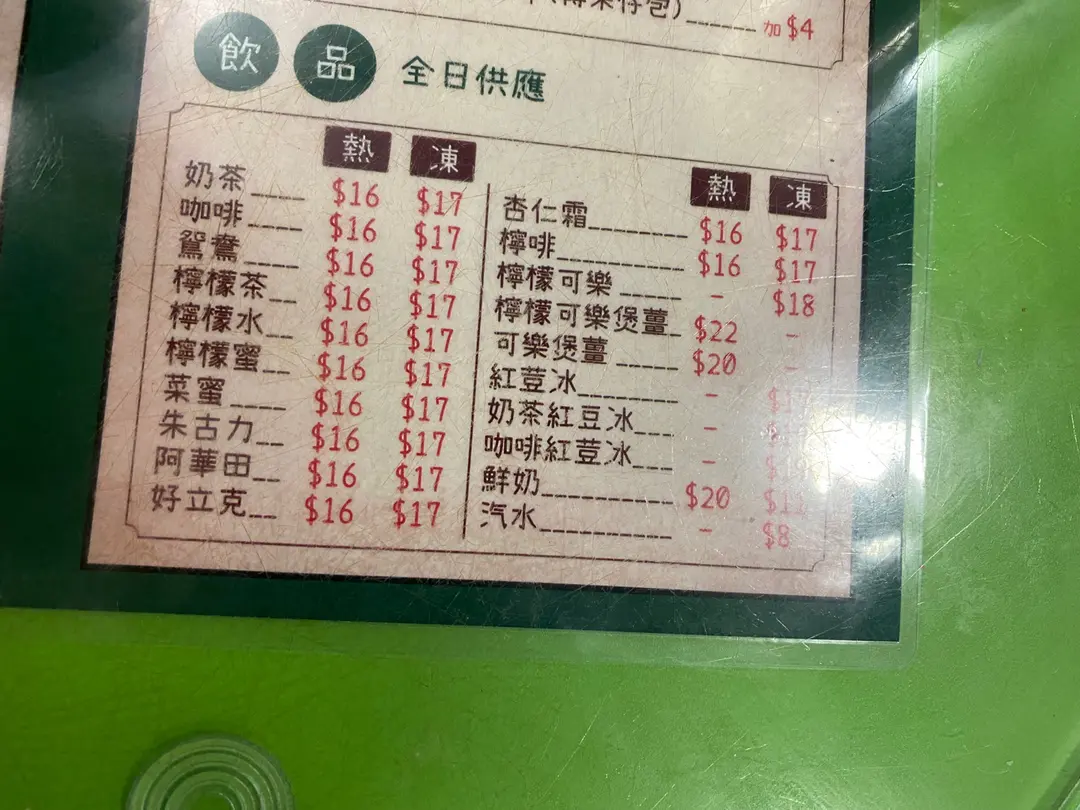 加 $4
飲品 全日供應
熱 凍
奶茶 $16 $17
咖啡 $16 $17
鴛鴦 $16 $17
檸檬茶 $16 $17
檸檬水 $16 $17
檸檬蜜 $16 $17
菜蜜 $16 $17
朱古力 $16 $17
阿華田 $16 $17
好立克 $16 $17
熱 凍
杏仁霜 $16 $17
檸啡 $16 $17
檸檬可樂 - $18
檸檬可樂煲薑 $22 -
可樂煲薑 $20 -
紅荳冰 -
奶茶紅豆冰 -
咖啡紅荳冰 -
鮮奶 $20 $11
汽水 - $8